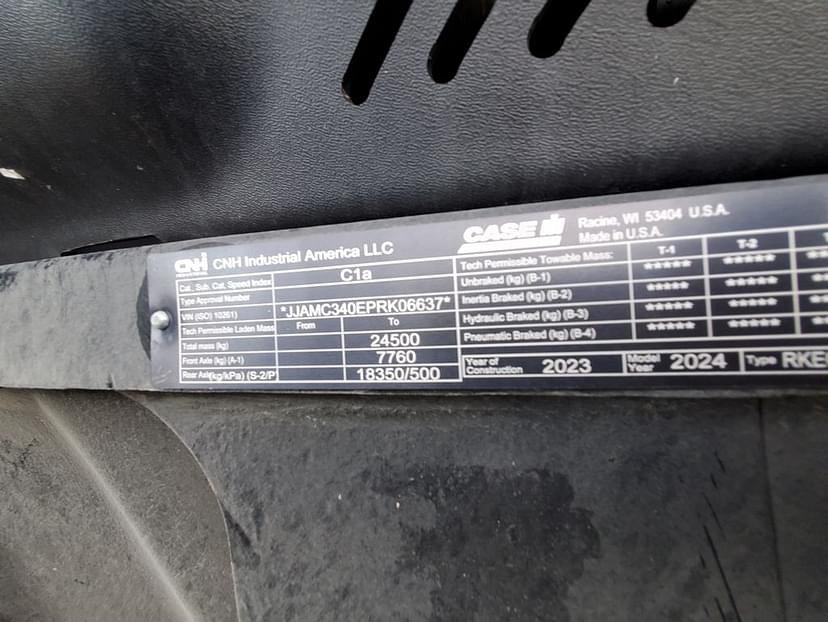 CNH INDUSTRIAL CNH Industrial America LLC
CASE IH
Racine, WI 53404 U.S.A.
Made in U.S.A.
Cat., Sub. Cat. Speed Index C1a
Type Approval Number
VIN (ISO) 10261) *JJAMC340EPRK06637*
Tech Permissible Laden Mass From To
Total mass (kg) 24500
Front Axle (kg) (A-1) 7760
Rear Axle(kg/kPa) (S-2/P 18350/500
Tech Permissible Towable Mass: T-1 T-2 T
Unbraked (kg) (B-1) ***** *****
Inertia Braked (kg) (B-2) ***** *****
Hydraulic Braked (kg) (B-3) ***** *****
Pneumatic Braked (kg) (B-4) ***** *****
Year of Construction 2023 Model Year 2024 Type RKE